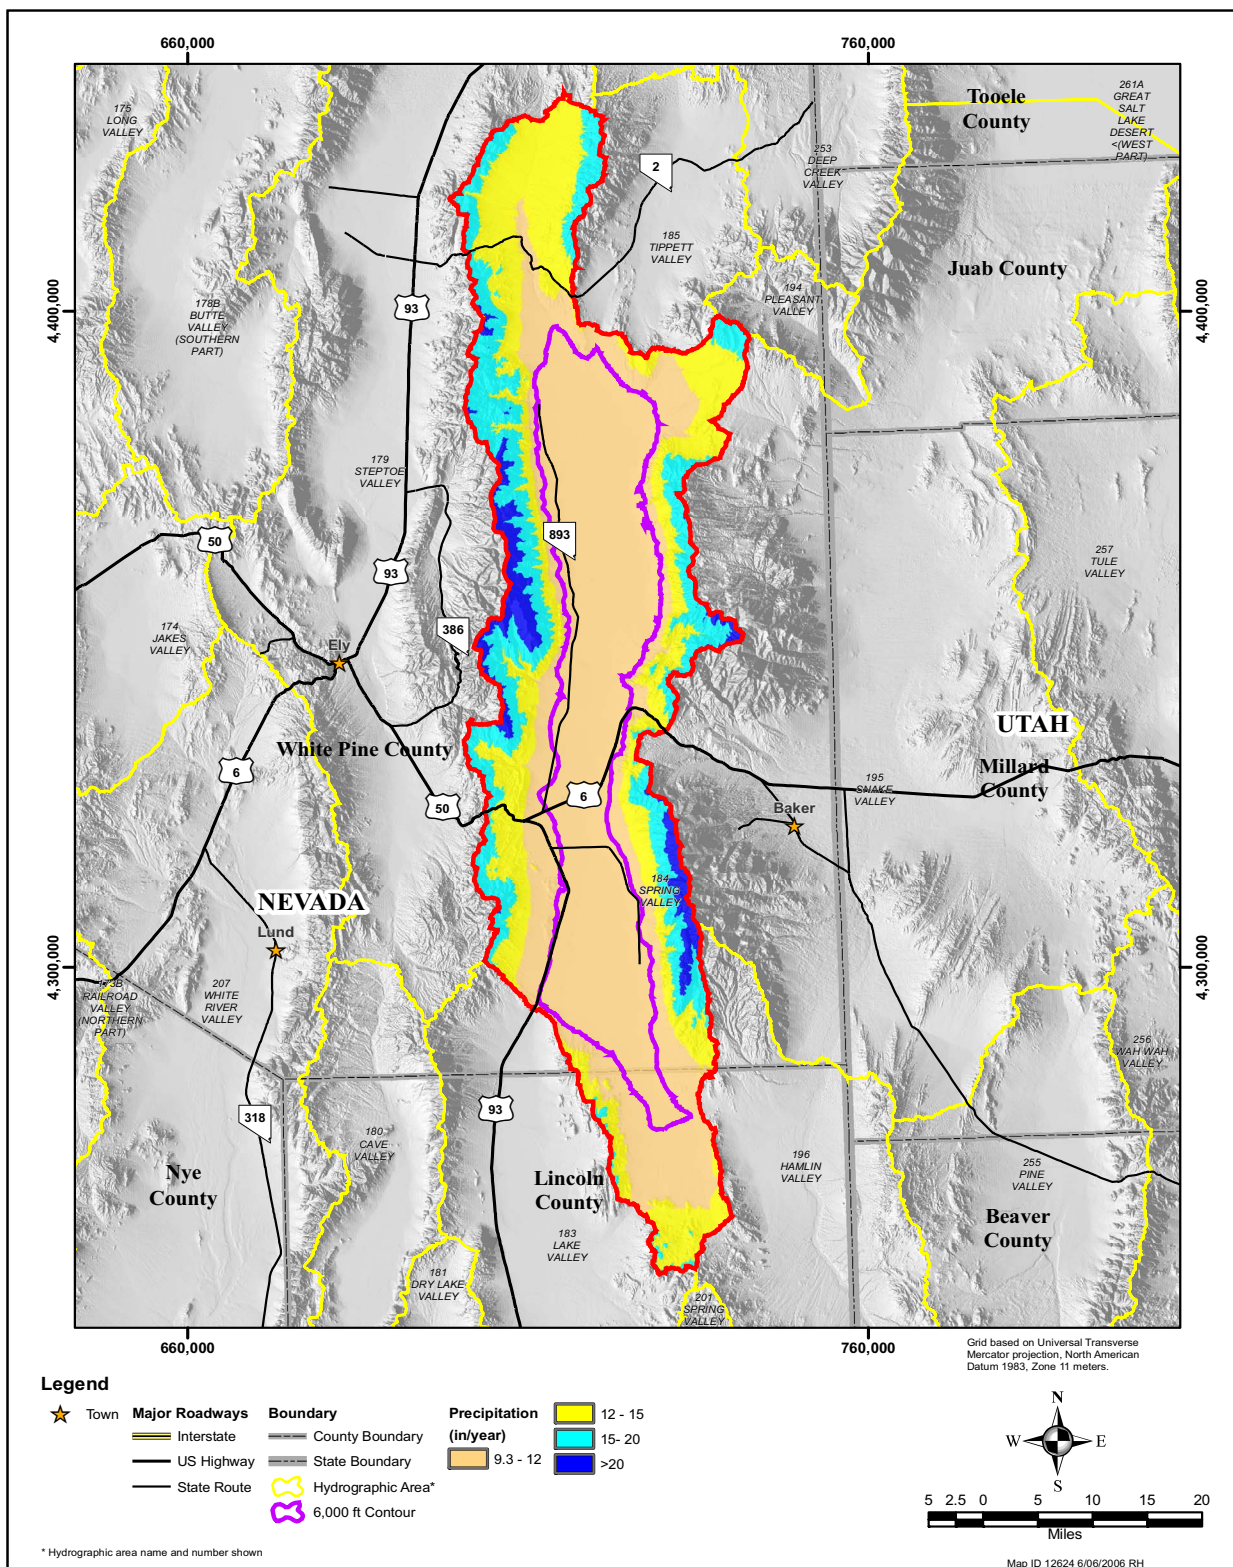 660,000
760,000
Tooele
County
261A
GREAT
SALT
LAKE
DESERT
<(WEST
PART)
175
LONG
VALLEY
253
DEEP
CREEK
VALLEY
2
185
TIPPETT
VALLEY
Juab County
194
PLEASANT
VALLEY
4,400,000
4,400,000
178B
BUTTE
VALLEY
(SOUTHERN
PART)
93
179
STEPTOE
VALLEY
50
893
93
257
TULE
VALLEY
174
JAKES
VALLEY
386
Ely
UTAH
White Pine County
6
Millard
County
195
SNAKE
VALLEY
50
6
Baker
184
SPRING
VALLEY
NEVADA
Lund
4,300,000
4,300,000
173B
RAILROAD
VALLEY
(NORTHERN
PART)
207
WHITE
RIVER
VALLEY
256
WAH WAH
VALLEY
93
318
180
CAVE
VALLEY
Nye
County
Lincoln
County
196
HAMLIN
VALLEY
255
PINE
VALLEY
Beaver
County
183
LAKE
VALLEY
181
DRY LAKE
VALLEY
201
SPRING
VALLEY
660,000
760,000
Grid based on Universal Transverse
Mercator projection, North American
Datum 1983, Zone 11 meters.
Legend
Town
Major Roadways
Interstate
US Highway
State Route
Boundary
County Boundary
State Boundary
Hydrographic Area*
6,000 ft Contour
Precipitation
(in/year)
9.3 - 12
12 - 15
15- 20
>20
N
W
E
S
5 2.5 0 5 10 15 20
Miles
* Hydrographic area name and number shown
Map ID 12624 6/06/2006 RH